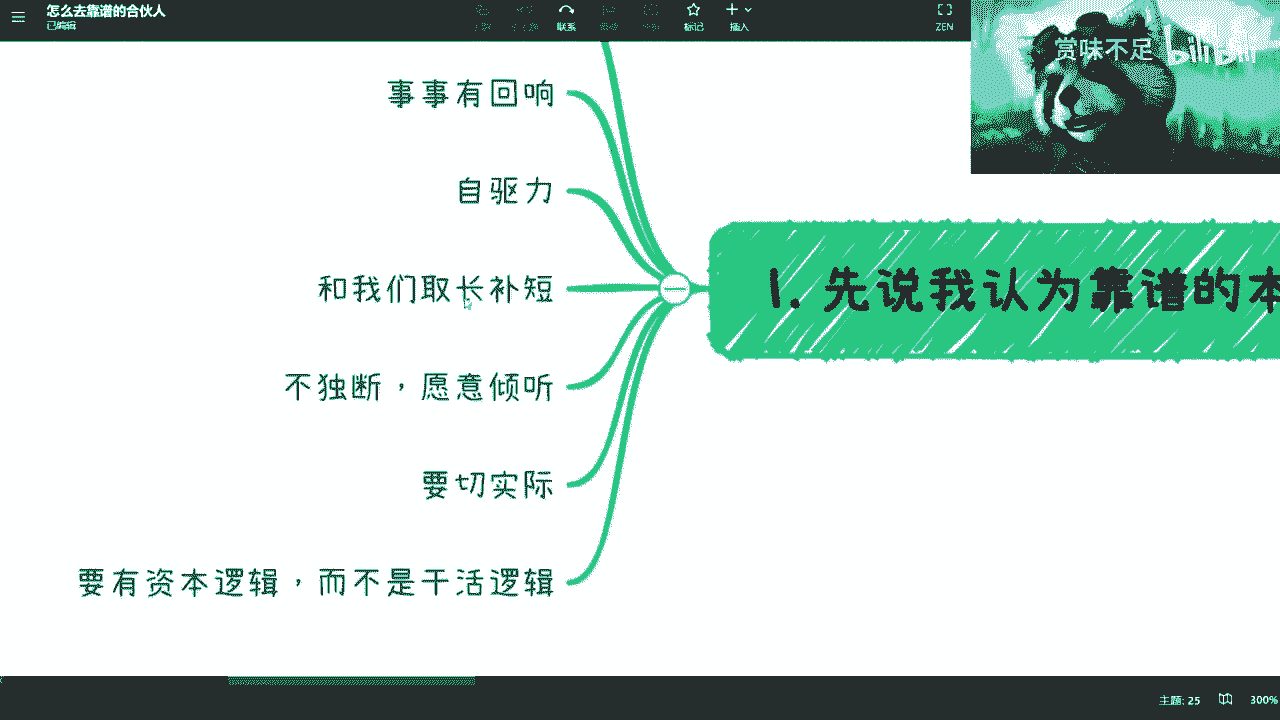 怎么去靠谱的合伙人
已编辑
联系
标记
插入
ZEN
赏味不足 bilibili
事事有回响
自驱力
和我们取长补短
1. 先说我认为靠谱的本
不独断，愿意倾听
要切实际
要有资本逻辑，而不是干活逻辑
主题: 25
300%